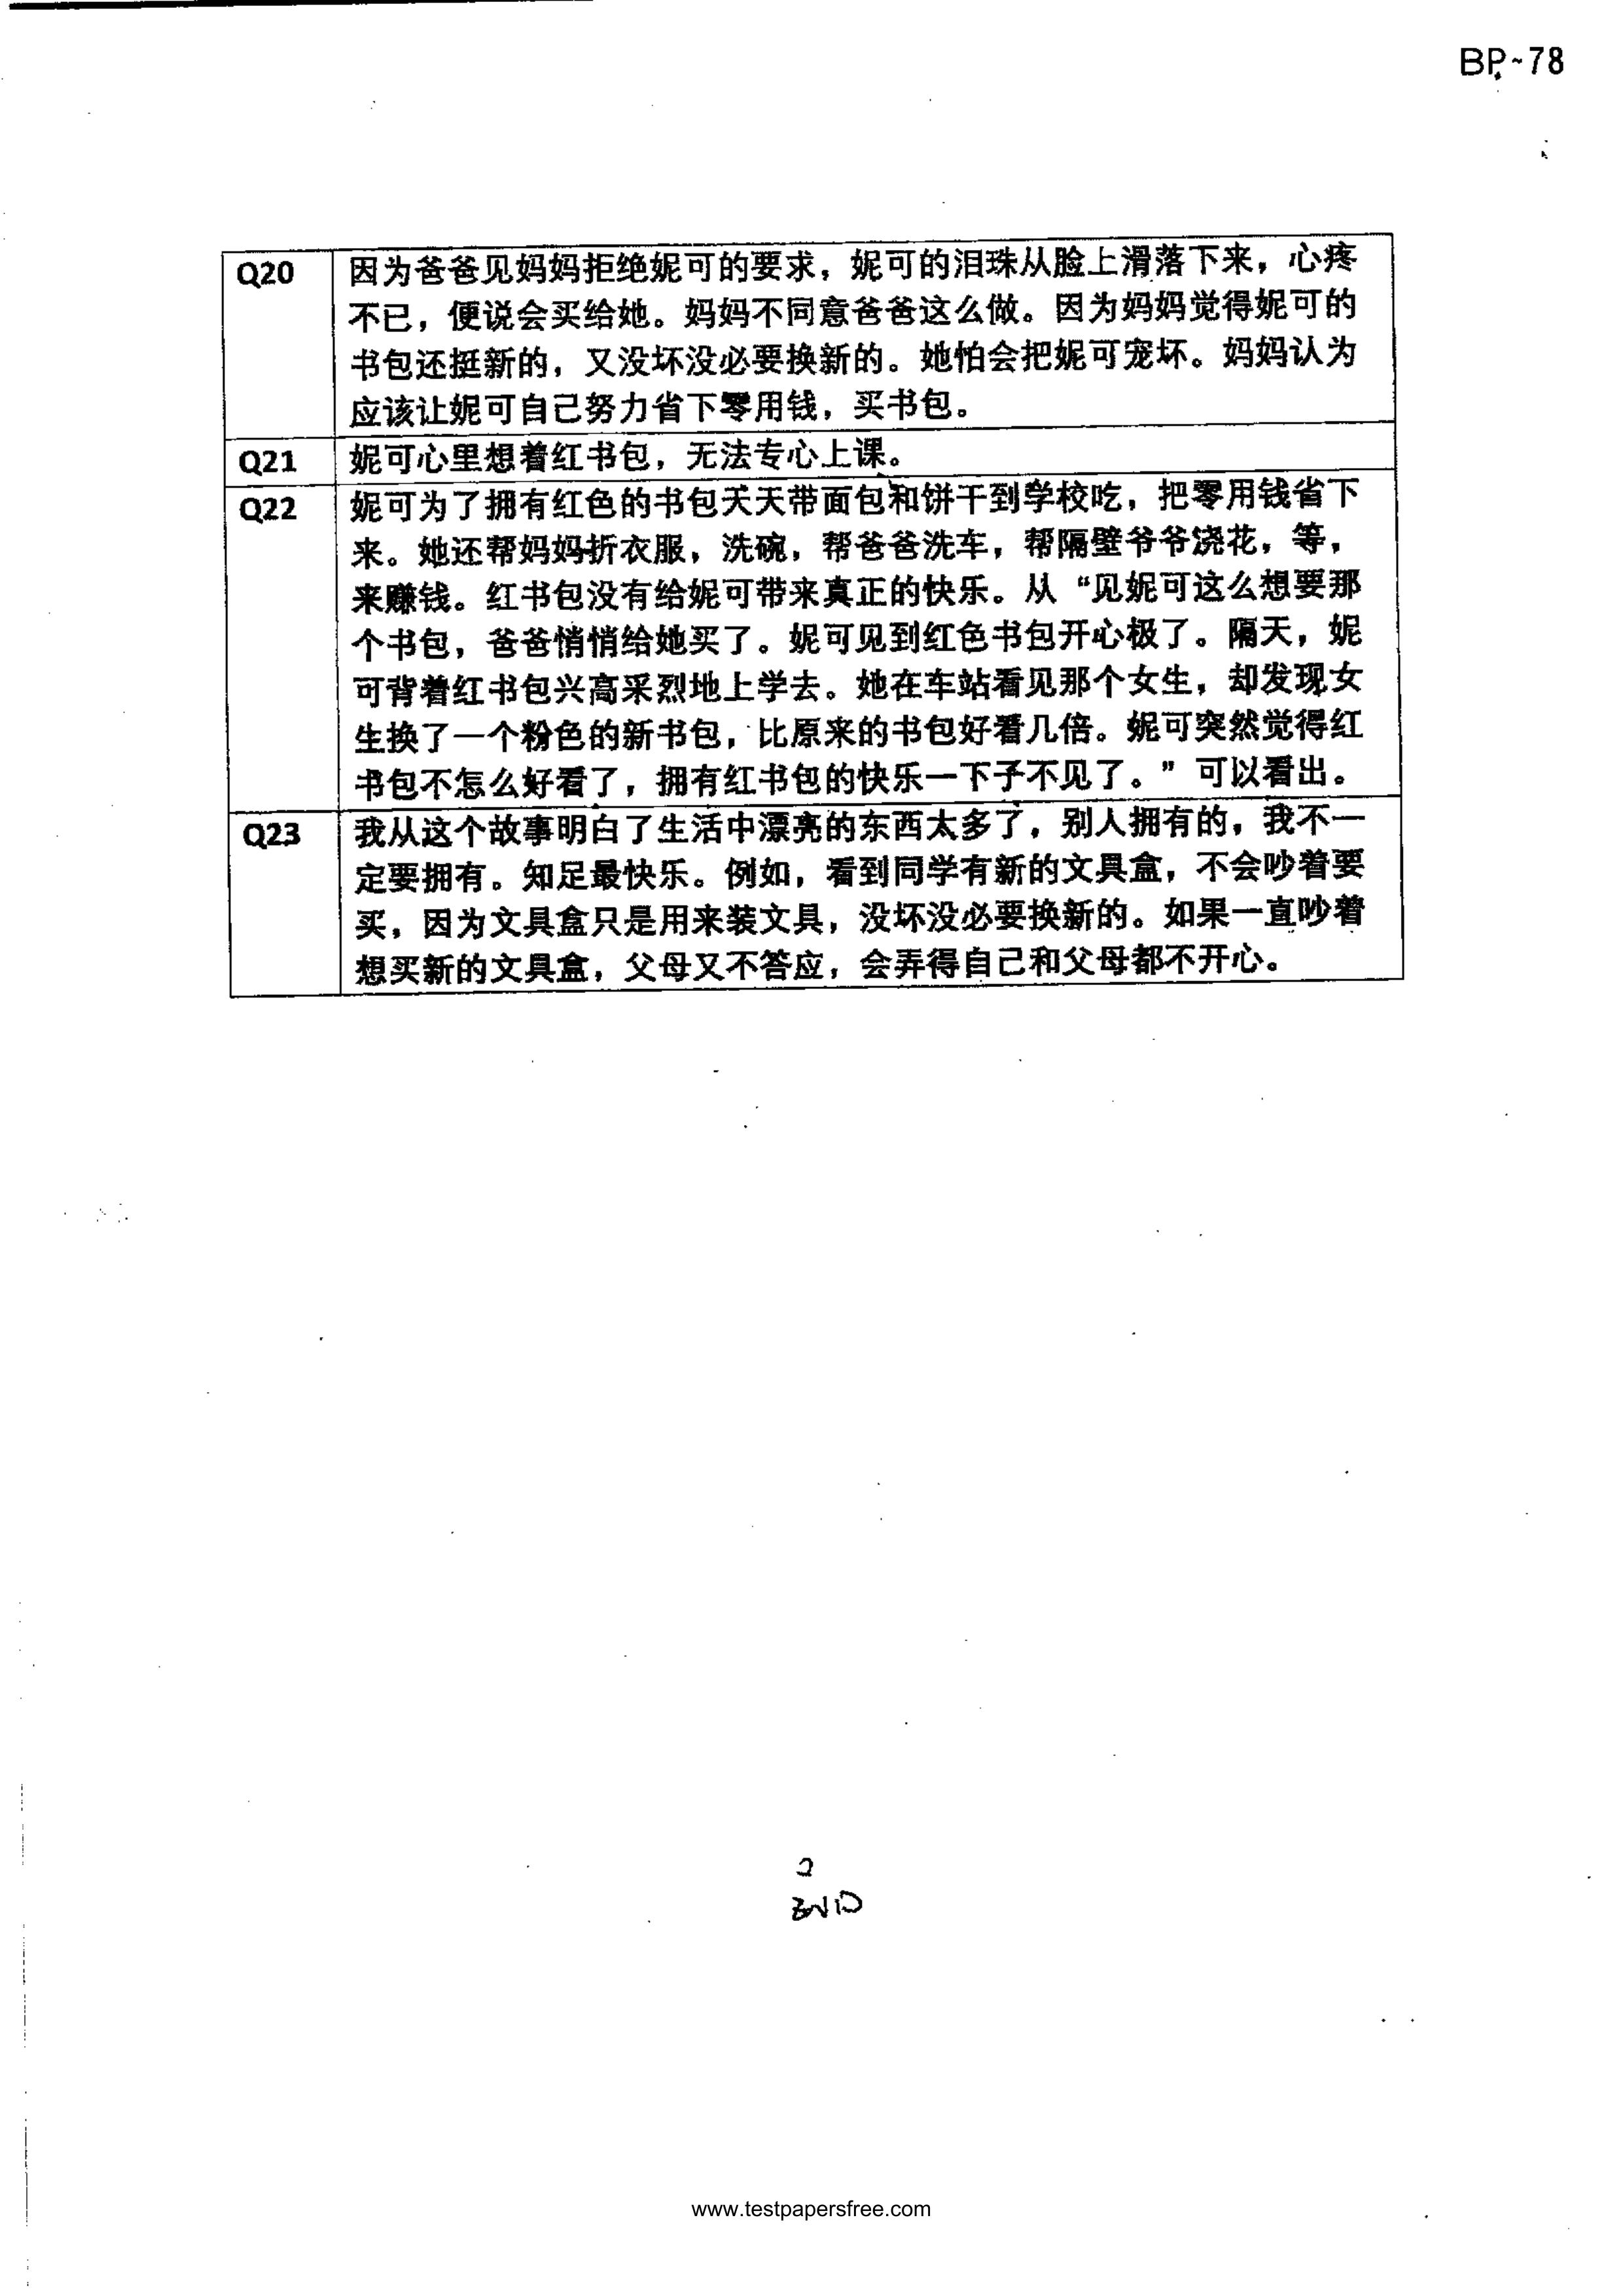 BP~78
Q20 因为爸爸见妈妈拒绝妮可的要求，妮可的泪珠从脸上滑落下来，心疼
不已，便说会买给她。妈妈不同意爸爸这么做。因为妈妈觉得妮可的
书包还挺新的，又没坏没必要换新的。她怕会把妮可宠坏。妈妈认为
应该让妮可自己努力省下零用钱，买书包。
Q21 妮可心里想着红书包，无法专心上课。
Q22 妮可为了拥有红色的书包天天带面包和饼干到学校吃，把零用钱省下
来。她还帮妈妈折衣服，洗碗，帮爸爸洗车，帮隔壁爷爷浇花，等，
来赚钱。红书包没有给妮可带来真正的快乐。从“见妮可这么想要那
个书包，爸爸悄悄给她买了。妮可见到红色书包开心极了。隔天，妮
可背着红书包兴高采烈地上学去。她在车站看见那个女生，却发现女
生换了一个粉色的新书包，比原来的书包好看几倍。妮可突然觉得红
书包不怎么好看了，拥有红书包的快乐一下子不见了。”可以看出。
Q23 我从这个故事明白了生活中漂亮的东西太多了，别人拥有的，我不一
定要拥有。知足最快乐。例如，看到同学有新的文具盒，不会吵着要
买，因为文具盒只是用来装文具，没坏没必要换新的。如果一直吵着
想买新的文具盒，父母又不答应，会弄得自己和父母都不开心。
2
END
www.testpapersfree.com